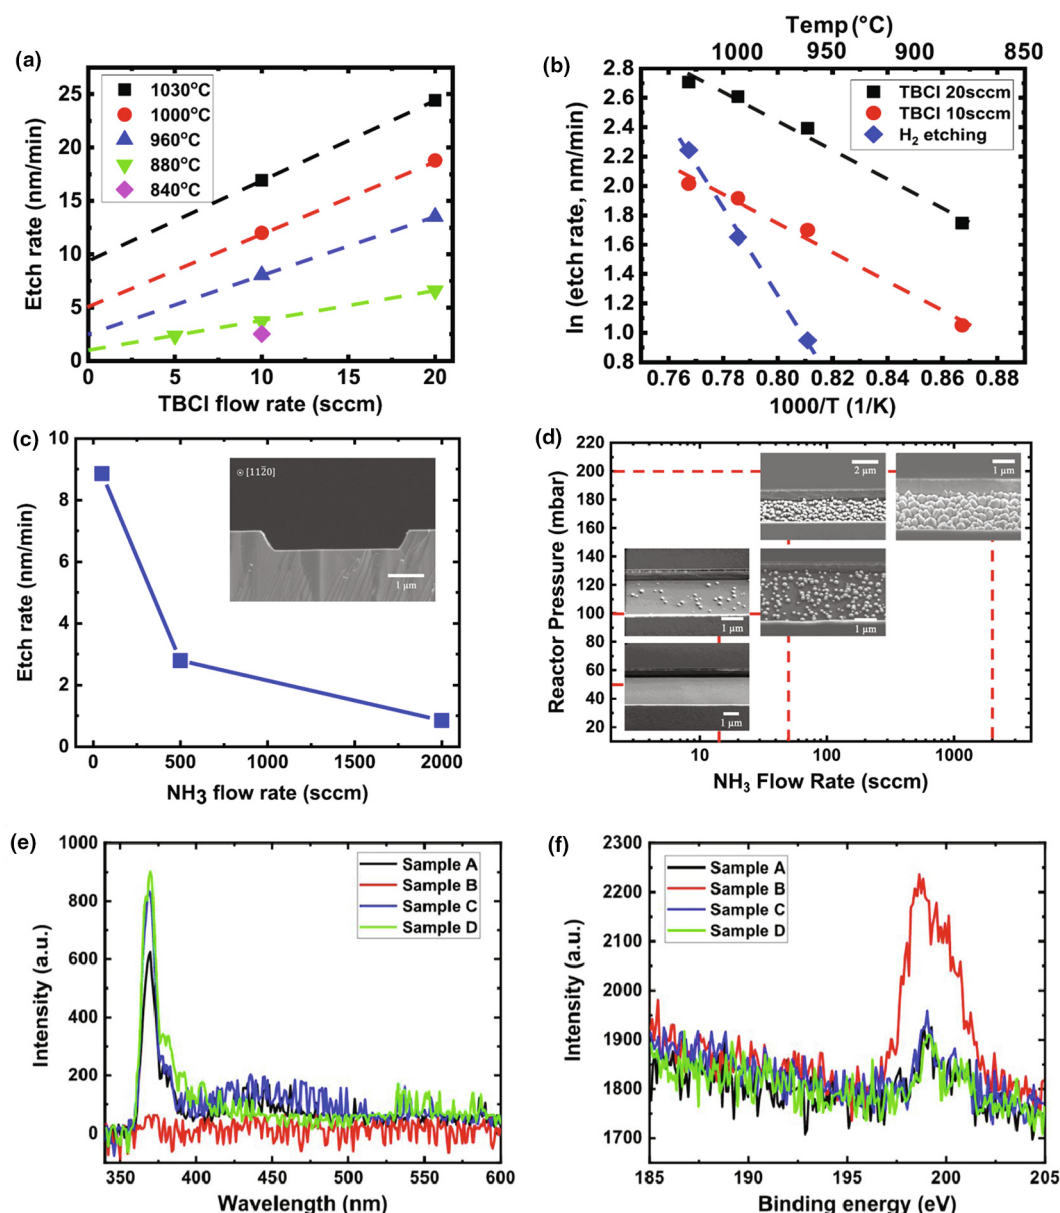 (a)
1030°C
1000°C
960°C
880°C
840°C
25
20
15
10
5
0
0 5 10 15 20
Etch rate (nm/min)
TBCl flow rate (sccm)
(b)
Temp (°C)
1000 950 900 850
TBCl 20sccm
TBCl 10sccm
H2 etching
2.8
2.6
2.4
2.2
2.0
1.8
1.6
1.4
1.2
1.0
0.8
0.76 0.78 0.80 0.82 0.84 0.86 0.88
ln (etch rate, nm/min)
1000/T (1/K)
(c)
[112̄0]
1 µm
10
8
6
4
2
0
0 500 1000 1500 2000
Etch rate (nm/min)
NH3 flow rate (sccm)
(d)
220
200
180
160
140
120
100
80
60
40
20
2 µm
1 µm
1 µm
1 µm
1 µm
10 100 1000
Reactor Pressure (mbar)
NH3 Flow Rate (sccm)
(e)
Sample A
Sample B
Sample C
Sample D
1000
800
600
400
200
0
350 400 450 500 550 600
Intensity (a.u.)
Wavelength (nm)
(f)
Sample A
Sample B
Sample C
Sample D
2300
2200
2100
2000
1900
1800
1700
185 190 195 200 205
Intensity (a.u.)
Binding energy (eV)